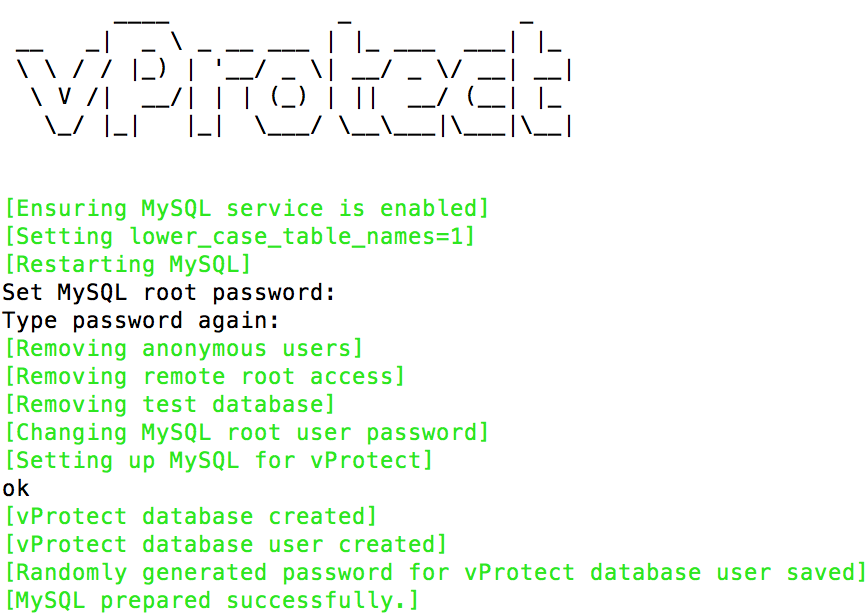 vProtect
[Ensuring MySQL service is enabled]
[Setting lower_case_table_names=1]
[Restarting MySQL]
Set MySQL root password:
Type password again:
[Removing anonymous users]
[Removing remote root access]
[Removing test database]
[Changing MySQL root user password]
[Setting up MySQL for vProtect]
ok
[vProtect database created]
[vProtect database user created]
[Randomly generated password for vProtect database user saved]
[MySQL prepared successfully.]